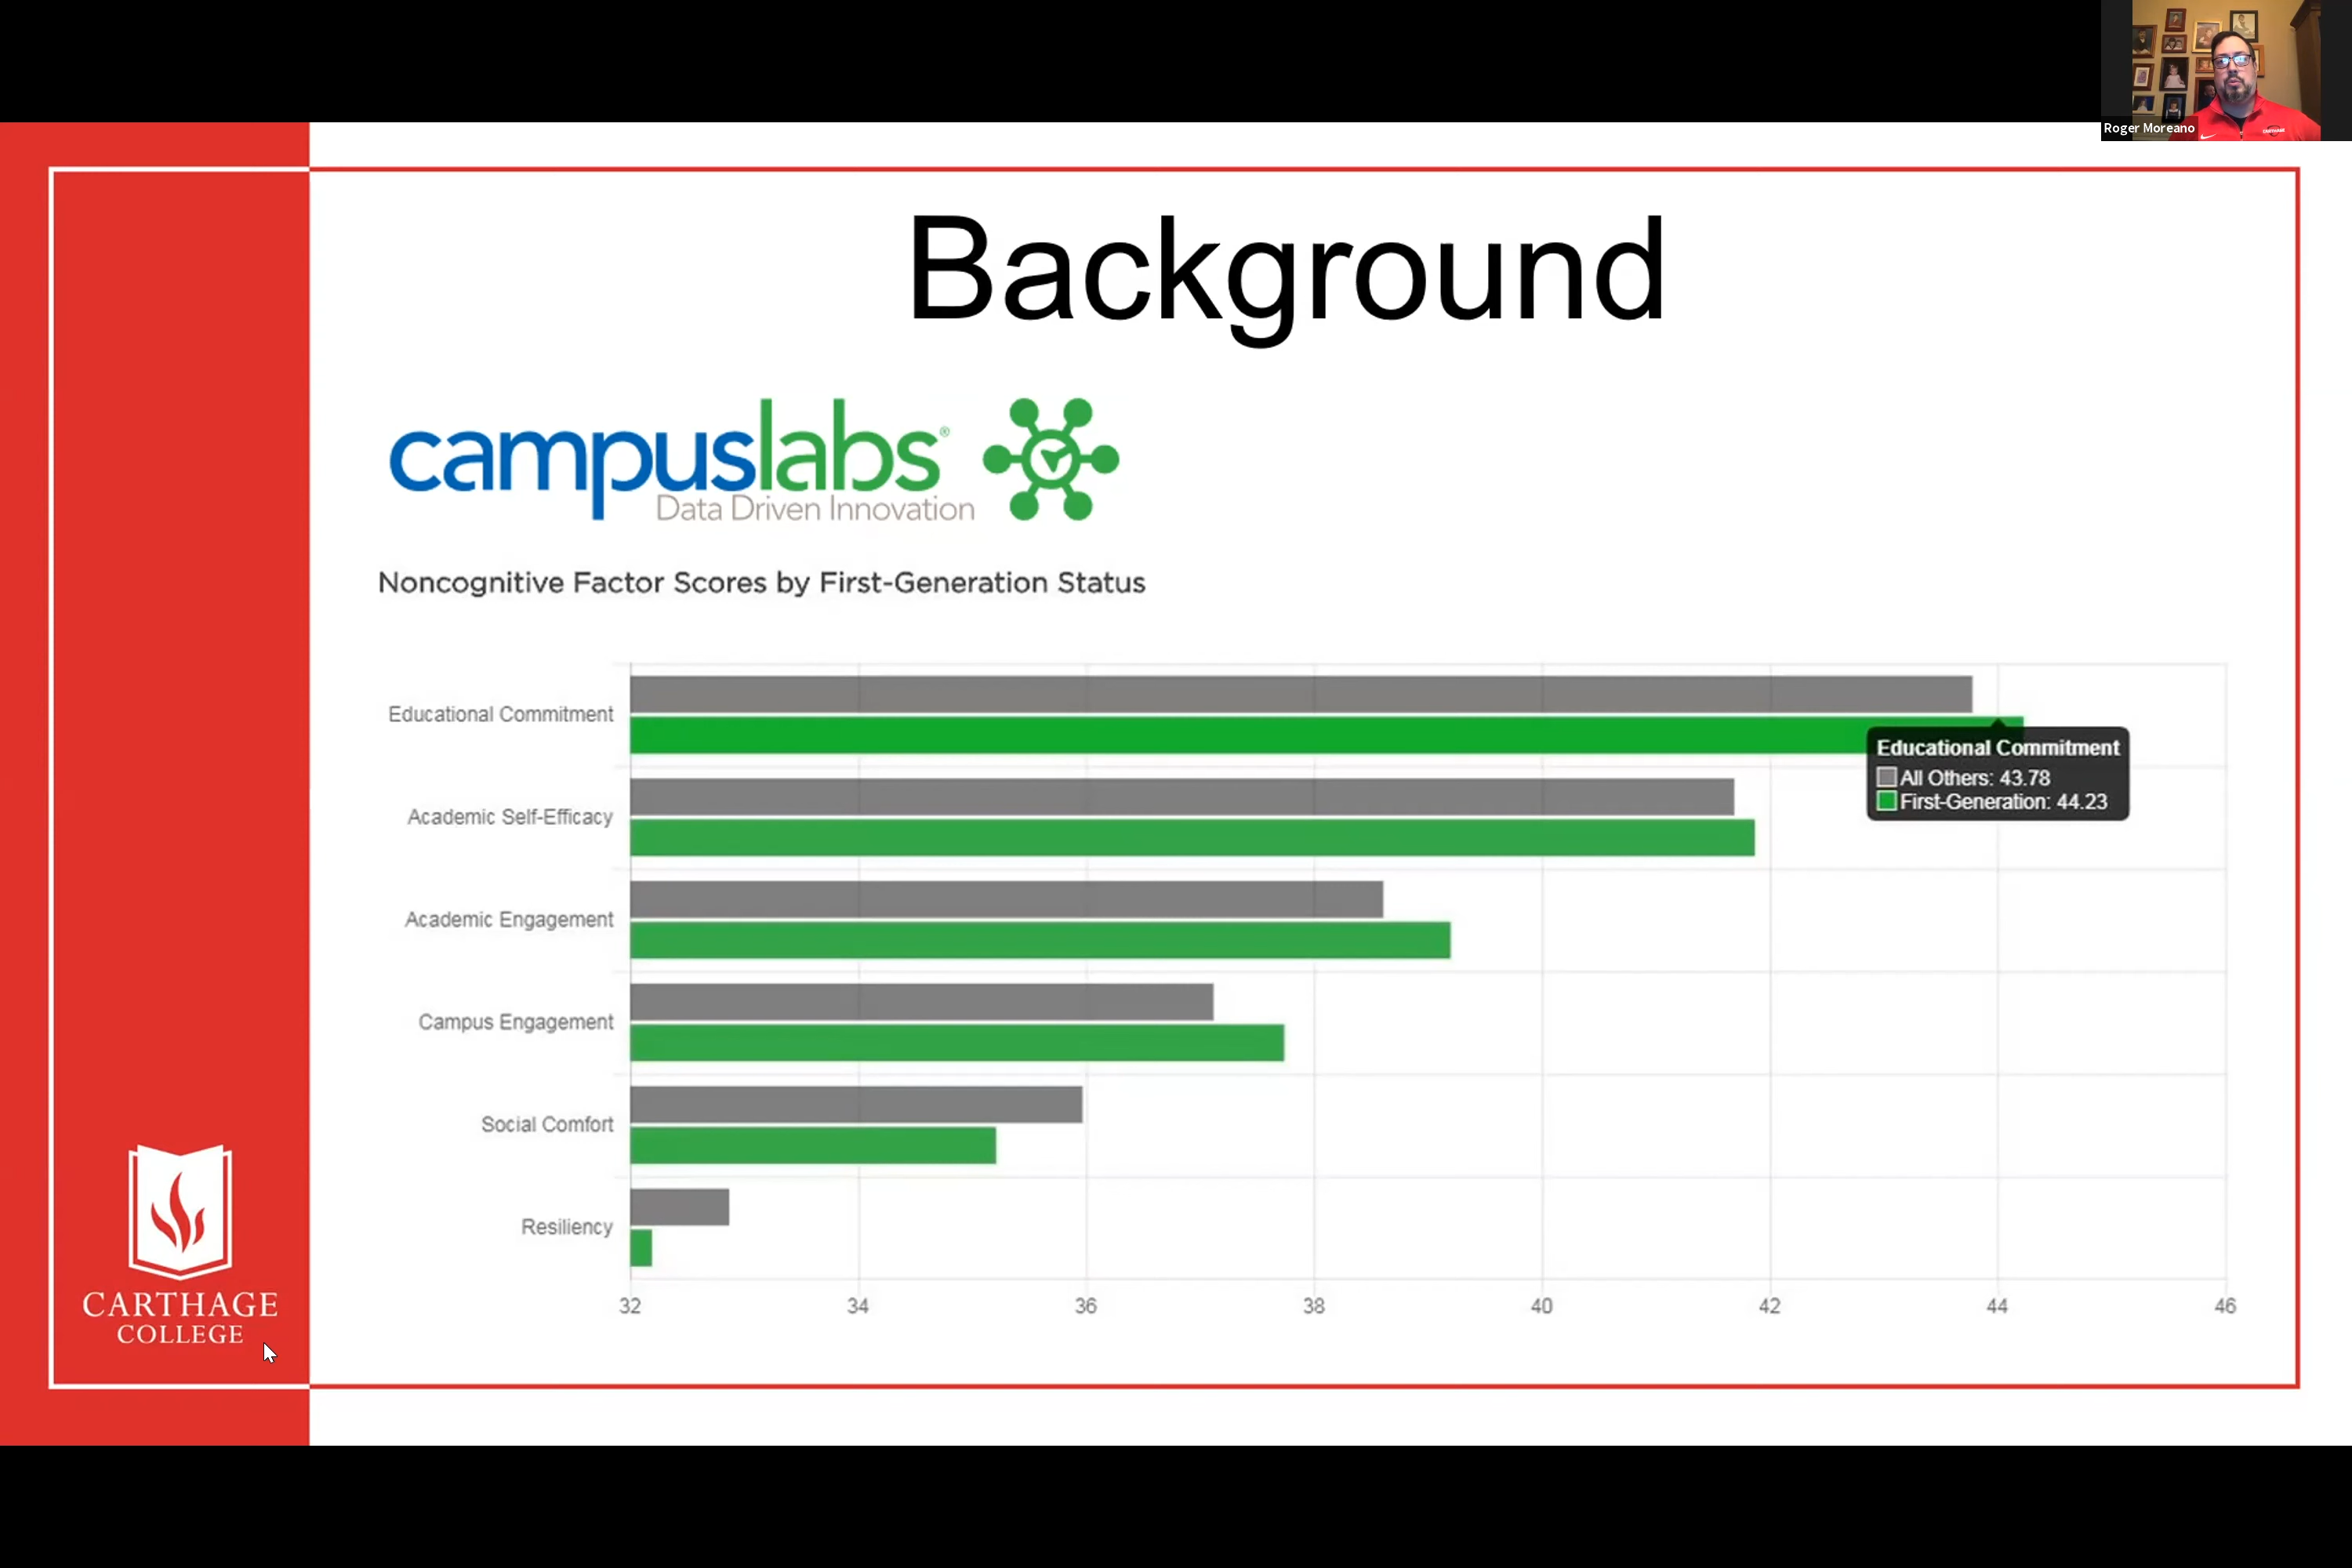 Roger Moreano
Background
campuslabs®
Data Driven Innovation
Noncognitive Factor Scores by First-Generation Status
Educational Commitment
Educational Commitment
All Others: 43.78
First-Generation: 44.23
Academic Self-Efficacy
Academic Engagement
Campus Engagement
Social Comfort
Resiliency
32 34 36 38 40 42 44 46
CARTHAGE
COLLEGE